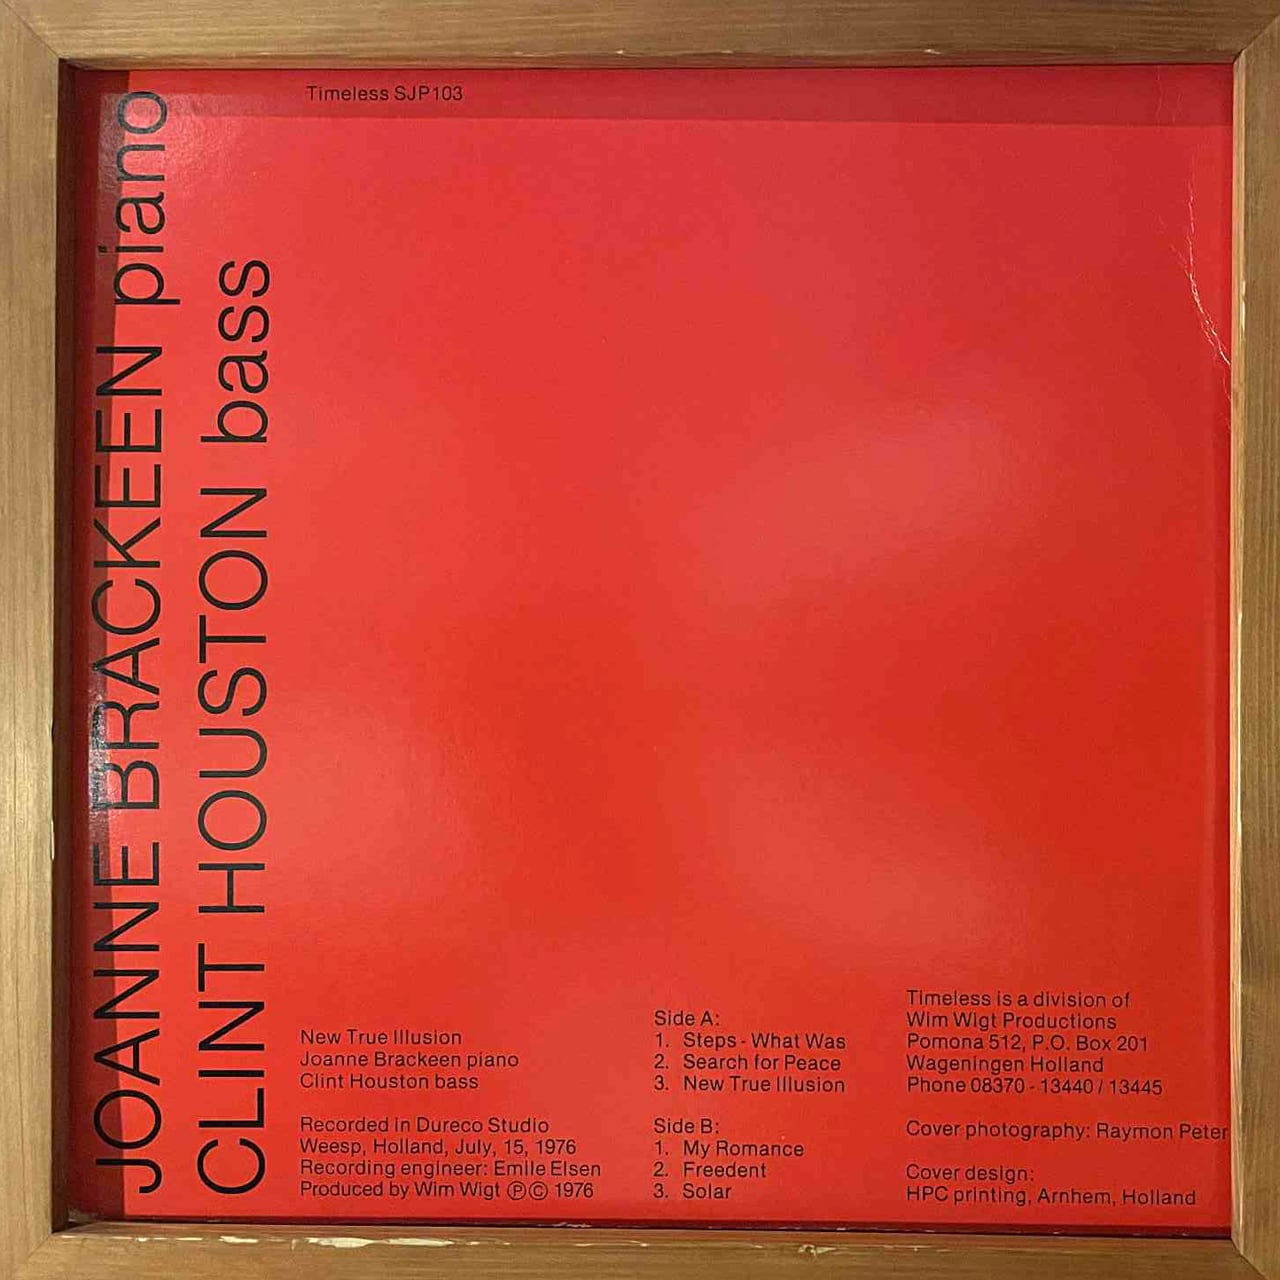 Timeless SJP103
JOANNE BRACKEEN piano
CLINT HOUSTON bass
New True Illusion
Joanne Brackeen piano
Clint Houston bass
Recorded in Dureco Studio
Weesp, Holland, July, 15, 1976
Recording engineer: Emile Elsen
Produced by Wim Wigt ℗© 1976
Side A:
1. Steps - What Was
2. Search for Peace
3. New True Illusion
Side B:
1. My Romance
2. Freedent
3. Solar
Timeless is a division of
Wim Wigt Productions
Pomona 512, P.O. Box 201
Wageningen Holland
Phone 08370 - 13440 / 13445
Cover photography: Raymon Peter
Cover design:
HPC printing, Arnhem, Holland